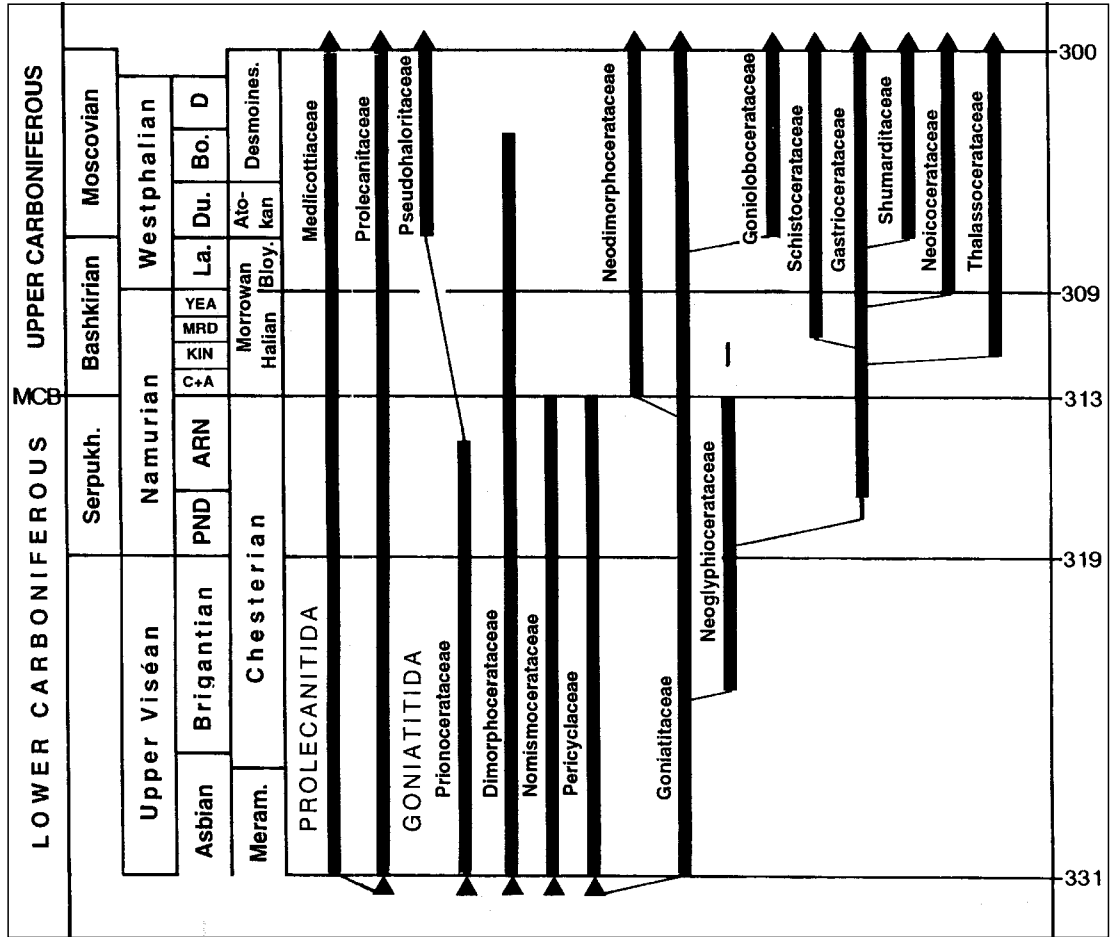 UPPER CARBONIFEROUS
LOWER CARBONIFEROUS
MCB
Moscovian
Bashkirian
Serpukh.
Westphalian
Namurian
Upper Viséan
D
Bo.
Du.
La.
YEA
MRD
KIN
C+A
ARN
PND
Brigantian
Asbian
Desmoines.
Ato-
kan
Morrowan
Bloy.
Halian
Chesterian
Meram.
PROLECANITIDA
Medlicottiaceae
Prolecanitaceae
GONIATITIDA
Pseudohaloritaceae
Prionocerataceae
Dimorphocerataceae
Nomismocerataceae
Pericyclaceae
Neodimorphocerataceae
Goniatitaceae
Neoglyphiocerataceae
Goniolobocerataceae
Schistocerataceae
Gastriocerataceae
Shumarditaceae
Neoicocerataceae
Thalassocerataceae
300
309
313
319
331